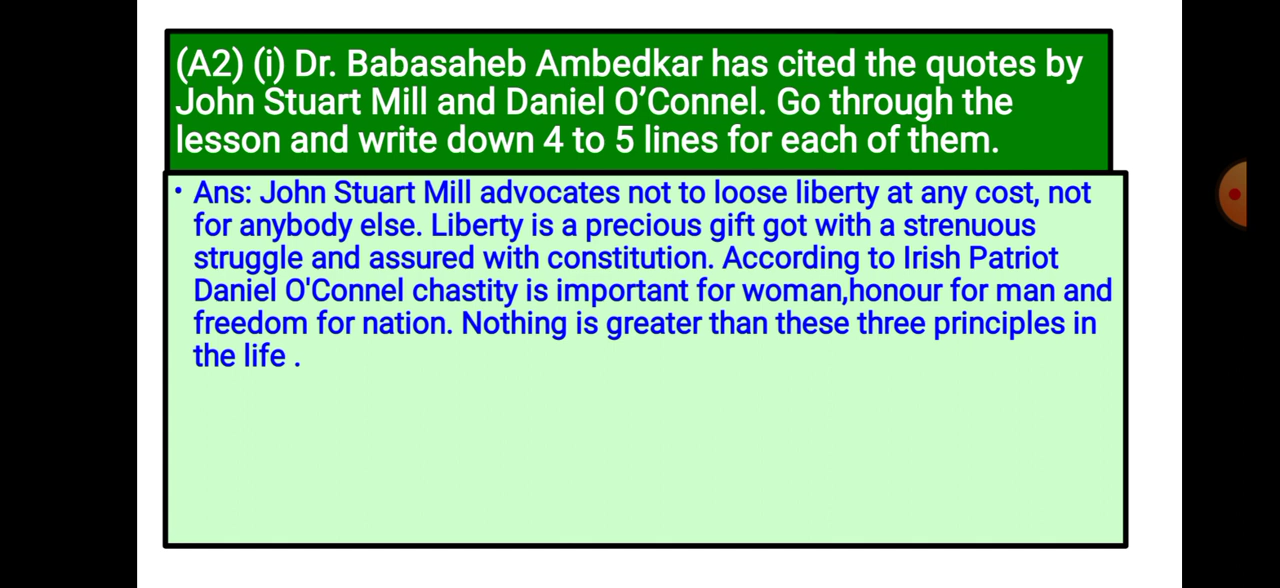 (A2) (i) Dr. Babasaheb Ambedkar has cited the quotes by
John Stuart Mill and Daniel O’Connel. Go through the
lesson and write down 4 to 5 lines for each of them.
• Ans: John Stuart Mill advocates not to loose liberty at any cost, not
for anybody else. Liberty is a precious gift got with a strenuous
struggle and assured with constitution. According to Irish Patriot
Daniel O'Connel chastity is important for woman,honour for man and
freedom for nation. Nothing is greater than these three principles in
the life .